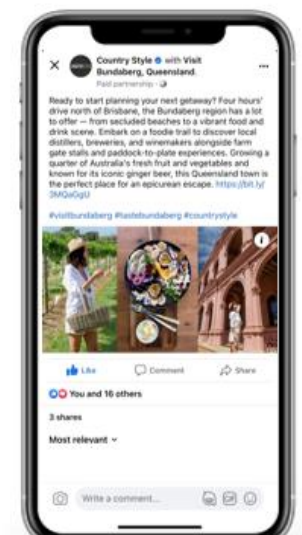 Country Style with Visit
Bundaberg, Queensland.
Paid partnership ·
Ready to start planning your next getaway? Four hours'
drive north of Brisbane, the Bundaberg region has a lot
to offer — from secluded beaches to a vibrant food and
drink scene. Embark on a foodie trail to discover local
distillers, breweries, and winemakers alongside farm
gate stalls and paddock-to-plate experiences. Growing a
quarter of Australia's fresh fruit and vegetables and
known for its iconic ginger beer, this Queensland town is
the perfect place for an epicurean escape. https://bit.ly/
3MQaGgU
#visitbundaberg #tastebundaberg #countrystyle
Like Comment Share
You and 16 others
3 shares
Most relevant
Write a comment...
GIF